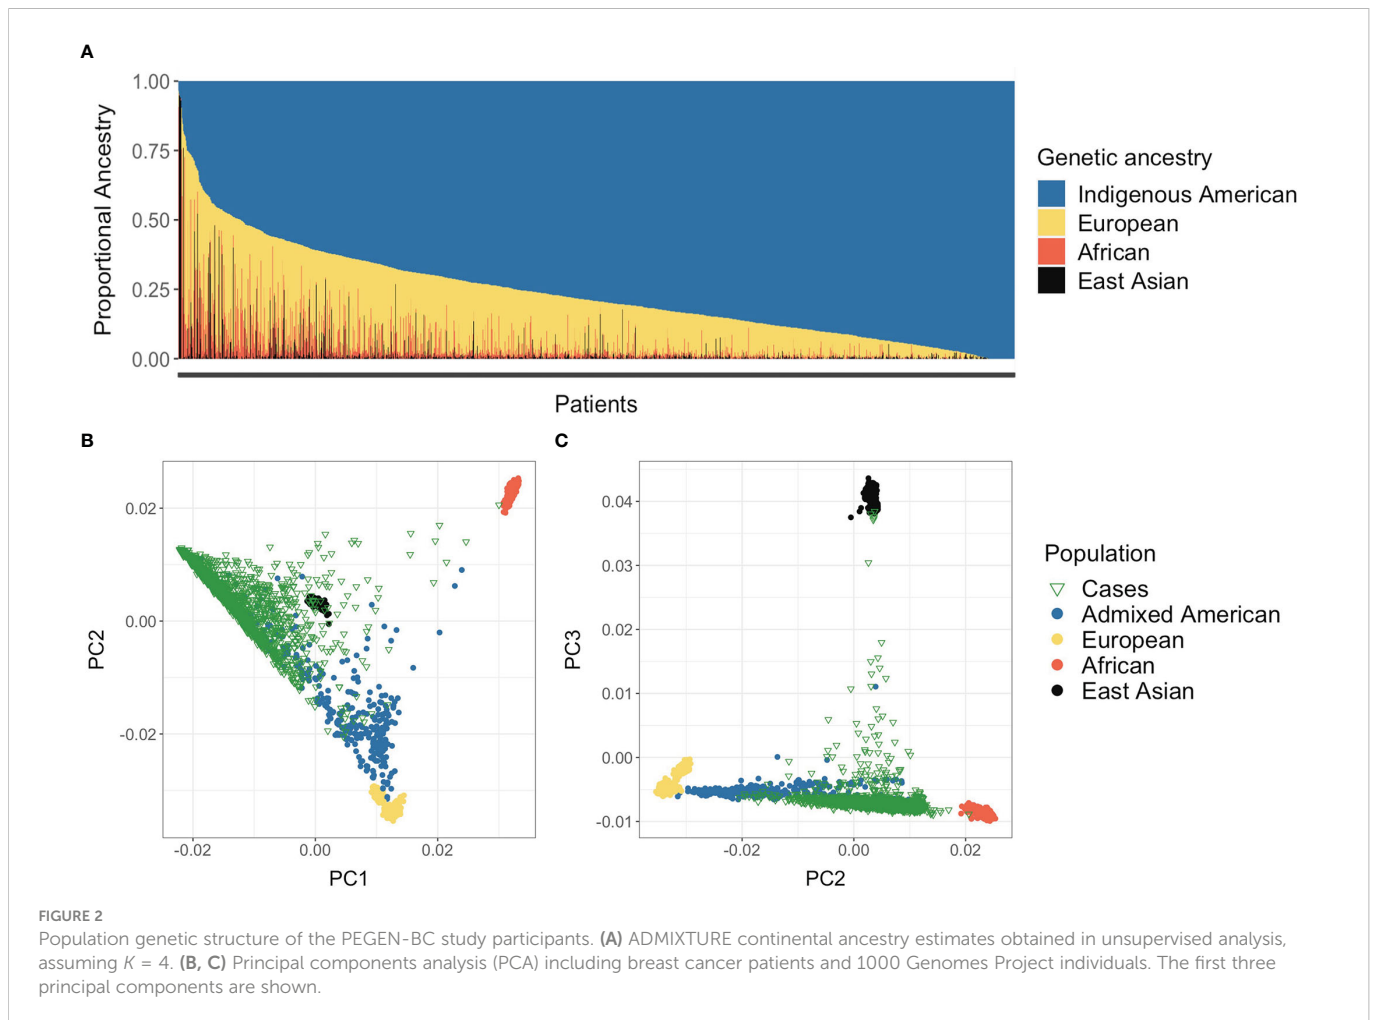 A
1.00
0.75
0.50
0.25
0.00
Proportional Ancestry
Patients
Genetic ancestry
Indigenous American
European
African
East Asian
B
0.02
0.00
-0.02
PC2
-0.02
0.00
0.02
PC1
C
0.04
0.03
0.02
0.01
0.00
-0.01
PC3
-0.02
0.00
0.02
PC2
Population
Cases
Admixed American
European
African
East Asian
FIGURE 2
Population genetic structure of the PEGEN-BC study participants. (A) ADMIXTURE continental ancestry estimates obtained in unsupervised analysis,
assuming K = 4. (B, C) Principal components analysis (PCA) including breast cancer patients and 1000 Genomes Project individuals. The first three
principal components are shown.